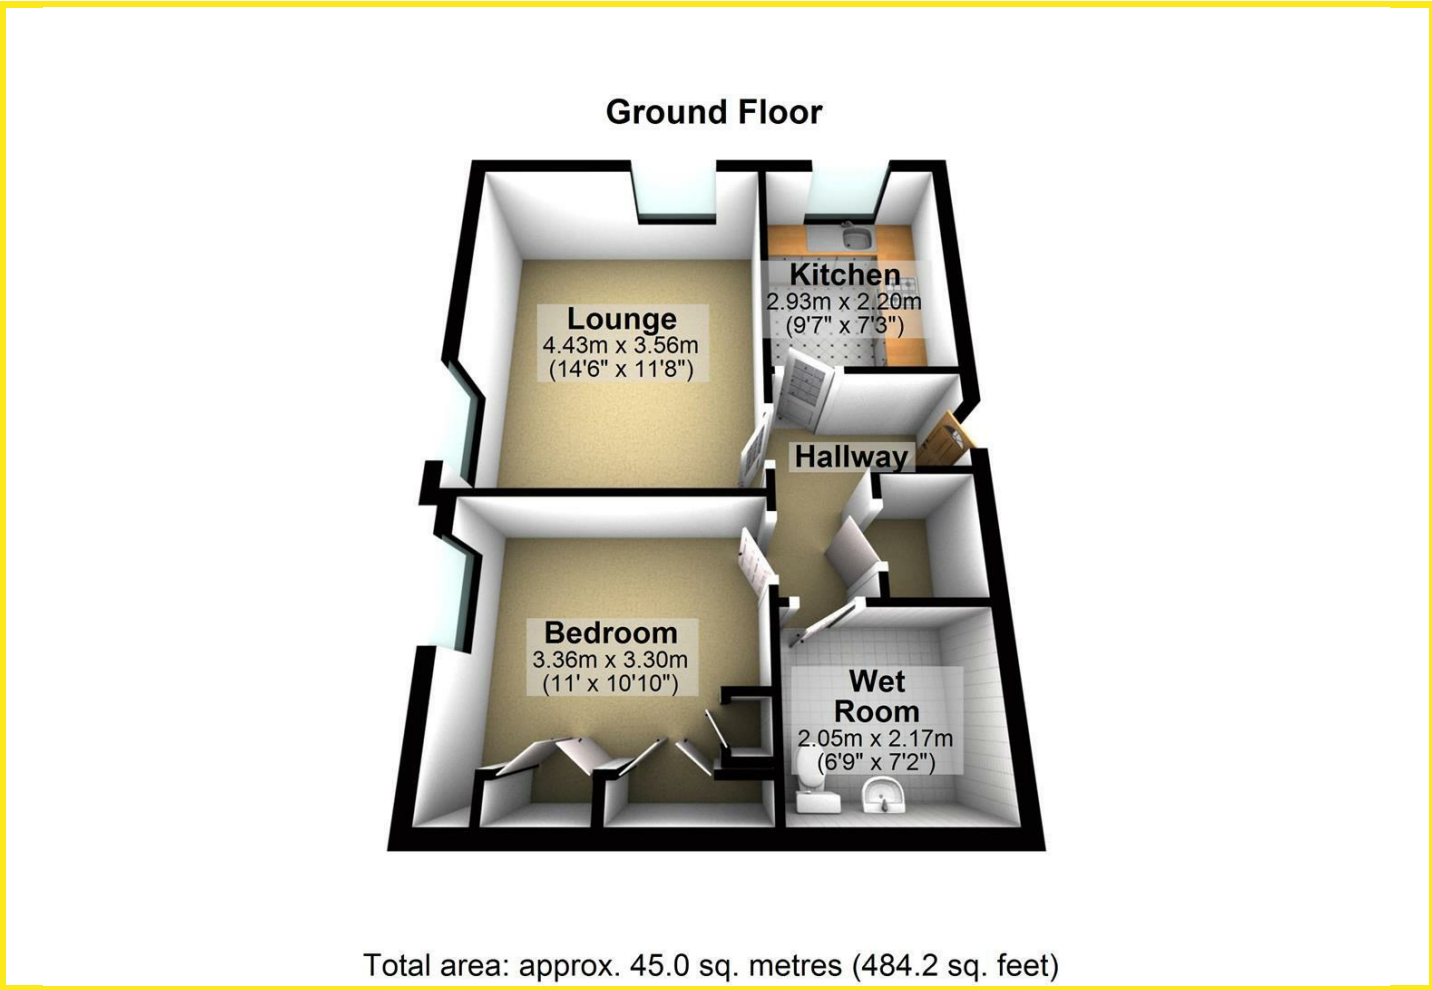 Ground Floor
Lounge
4.43m x 3.56m
(14'6" x 11'8")
Kitchen
2.93m x 2.20m
(9'7" x 7'3")
Hallway
Bedroom
3.36m x 3.30m
(11' x 10'10")
Wet
Room
2.05m x 2.17m
(6'9" x 7'2")
Total area: approx. 45.0 sq. metres (484.2 sq. feet)